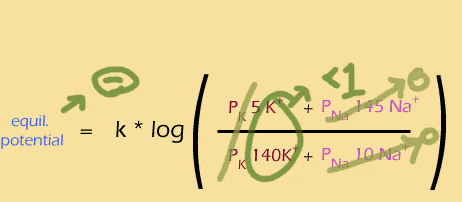 <1 0
equil. potential = k * log ( P_K 5 K⁺ + P_Na 145 Na⁺
P_K 140K⁺ + P_Na 10 Na⁺ ) 0